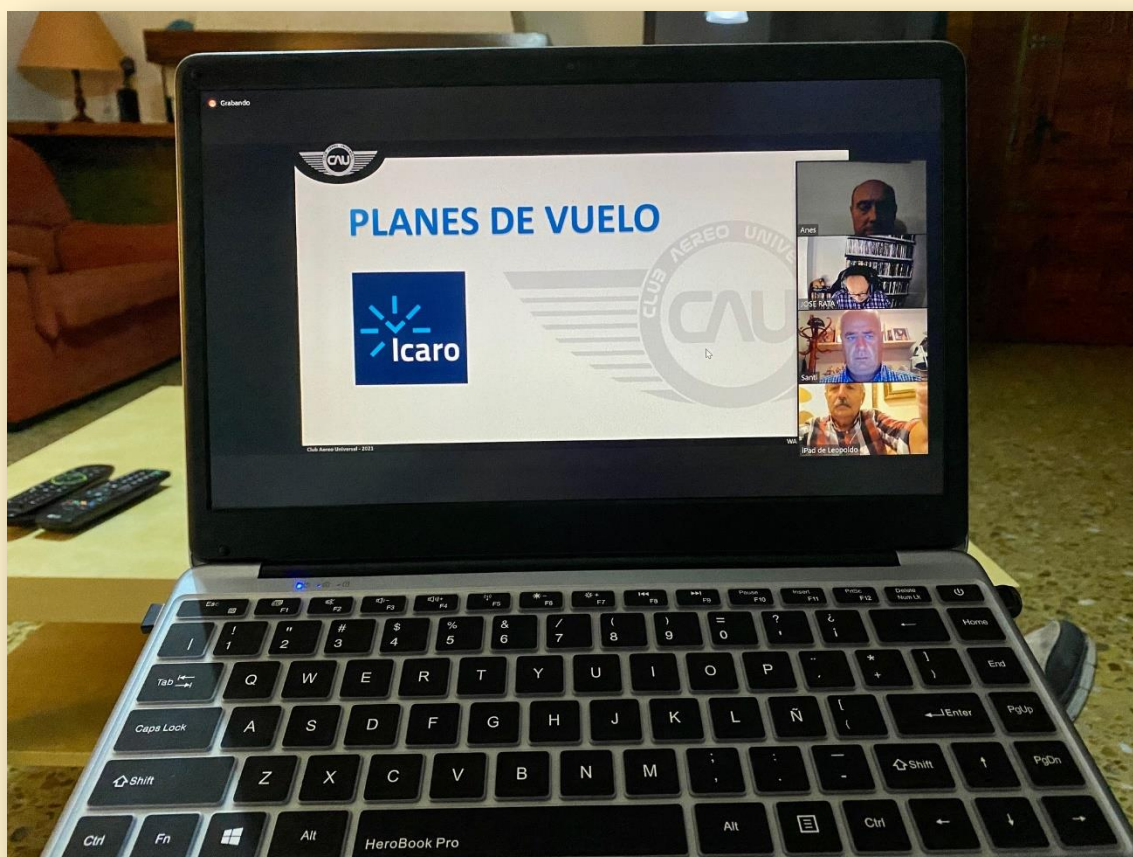 Grabando
CAU
PLANES DE VUELO
Icaro
CLUB AEREO UNIVE
CAU
Anes
JOSE RATA
Santi
iPad de Leopoldo
Club Aereo Universal - 2023
WA
Esc F1 F2 F3 F4 F5 F6 F7 F8 F9 Pause F10 Insert F11 PrtSc F12 Delete Num LK
| ! 1 " 2 # 3 $ 4 % 5 & 6 / 7 ( 8 ) 9 = 0 ? ' ¿ ¡ ← Home
Tab Q W E R T Y U I O P * + ] ) End
Caps Lock A S D F G H J K L Ñ [ ( Enter PgUp
Shift Z X C V B N M ; , : . _ - Shift ↑ PgDn
Ctrl Fn Alt HeroBook Pro Alt Ctrl ← ↓ →